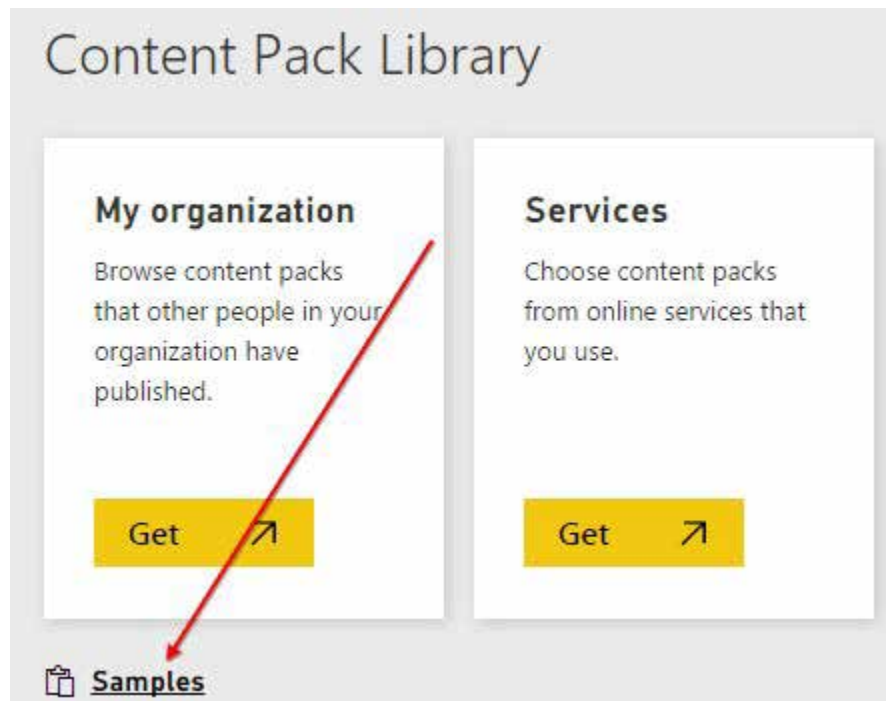 Content Pack Library
My organization
Browse content packs
that other people in your
organization have
published.
Get
Services
Choose content packs
from online services that
you use.
Get
Samples